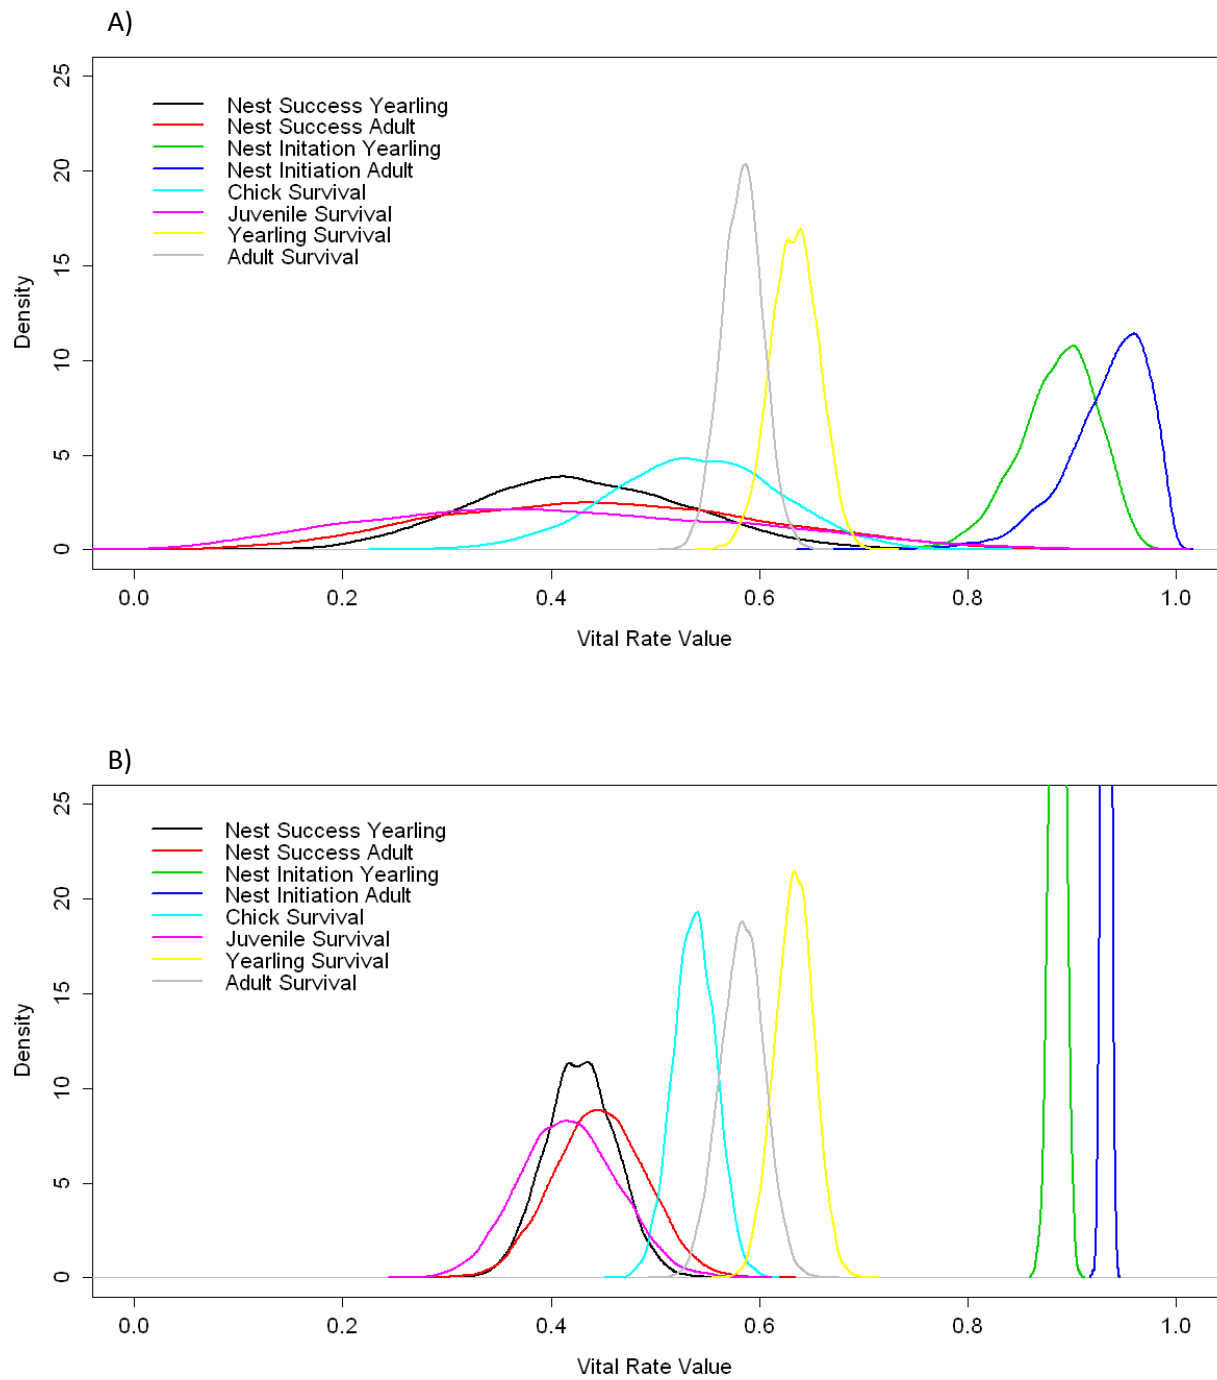 A)
25
20
15
10
5
0
Density
Nest Success Yearling
Nest Success Adult
Nest Initation Yearling
Nest Initiation Adult
Chick Survival
Juvenile Survival
Yearling Survival
Adult Survival
0.0 0.2 0.4 0.6 0.8 1.0
Vital Rate Value
B)
25
20
15
10
5
0
Density
Nest Success Yearling
Nest Success Adult
Nest Initation Yearling
Nest Initiation Adult
Chick Survival
Juvenile Survival
Yearling Survival
Adult Survival
0.0 0.2 0.4 0.6 0.8 1.0
Vital Rate Value